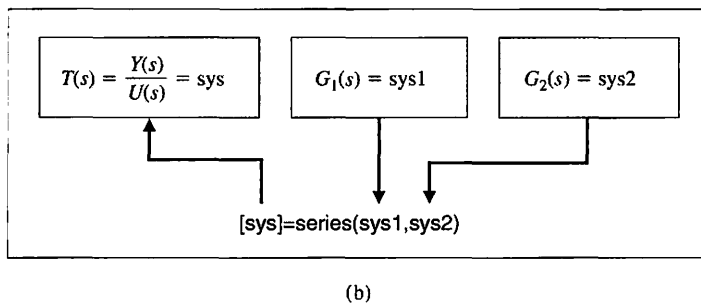 T(s) = Y(s)/U(s) = sys
G₁(s) = sys1
G₂(s) = sys2
[sys]=series(sys1,sys2)
(b)